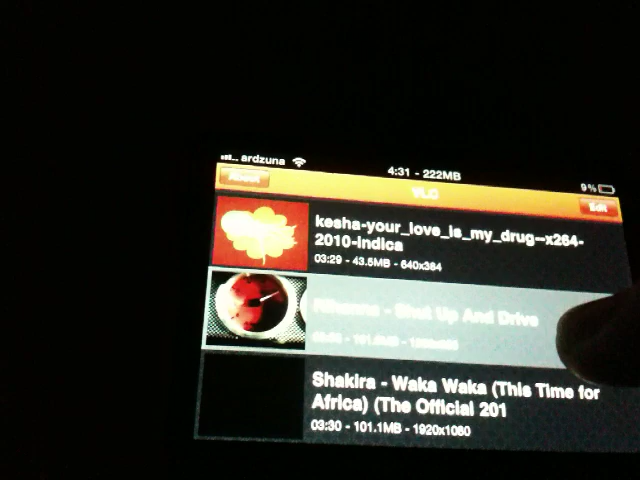 ardzuna
4:31 - 222MB
9%
About
VLC
Edit
kesha-your_love_is_my_drug--x264-
2010-indica
03:29 - 43.5MB - 640x364
Rihanna - Shut Up And Drive
Shakira - Waka Waka (This Time for
Africa) (The Official 201
03:30 - 101.1MB - 1920x1080